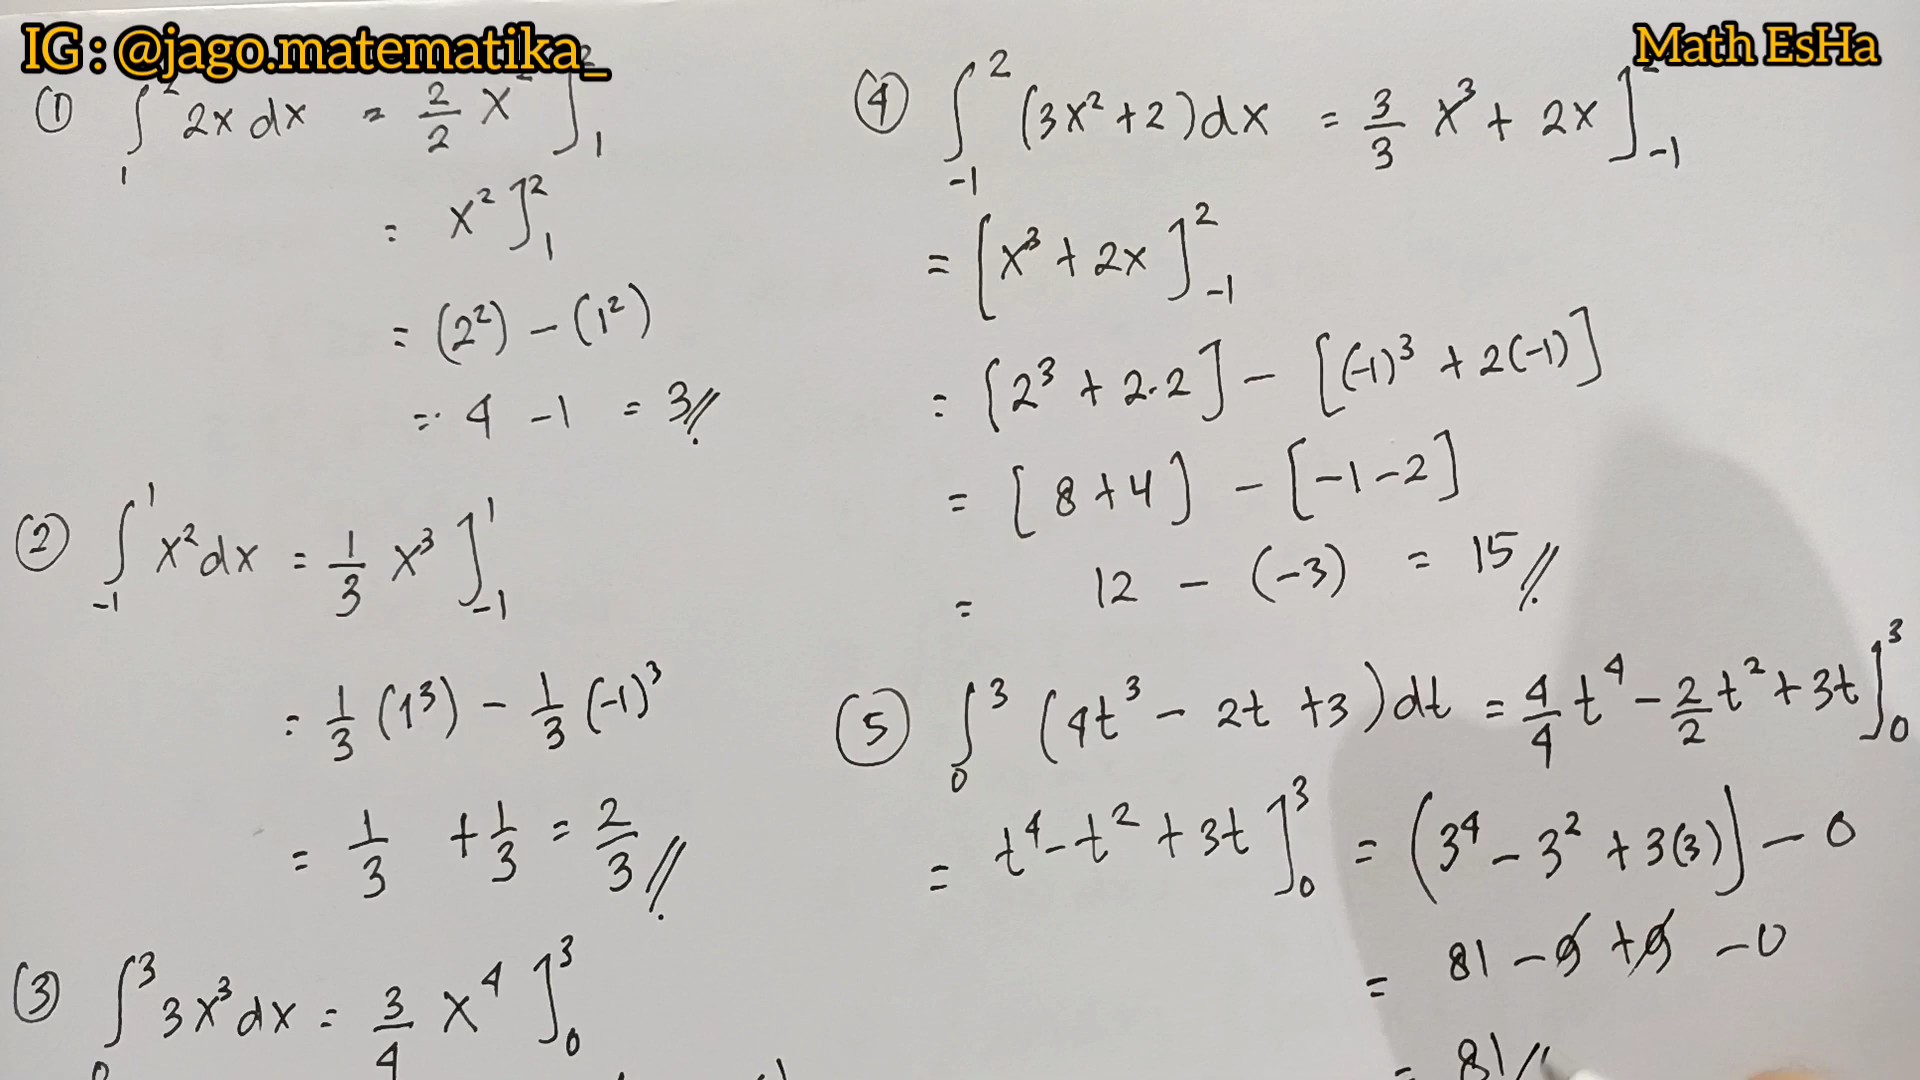 IG : @jago.matematika_
Math EsHa
① ∫₁² 2x dx = 2/2 x² ]₁²
= x² ]₁²
= (2²) - (1²)
= 4 - 1 = 3//
② ∫₋₁¹ x² dx = 1/3 x³ ]₋₁¹
= 1/3 (1³) - 1/3 (-1)³
= 1/3 + 1/3 = 2/3//
③ ∫₀³ 3x³ dx = 3/4 x⁴ ]₀³
④ ∫₋₁² (3x² + 2) dx = 3/3 x³ + 2x ]₋₁²
= [x³ + 2x]₋₁²
= [2³ + 2.2] - [(-1)³ + 2(-1)]
= [8 + 4] - [-1 - 2]
= 12 - (-3) = 15//
⑤ ∫₀³ (4t³ - 2t + 3) dt = 4/4 t⁴ - 2/2 t² + 3t ]₀³
= t⁴ - t² + 3t ]₀³ = (3⁴ - 3² + 3(3)] - 0
= 81 - 9 + 9 - 0
= 81//